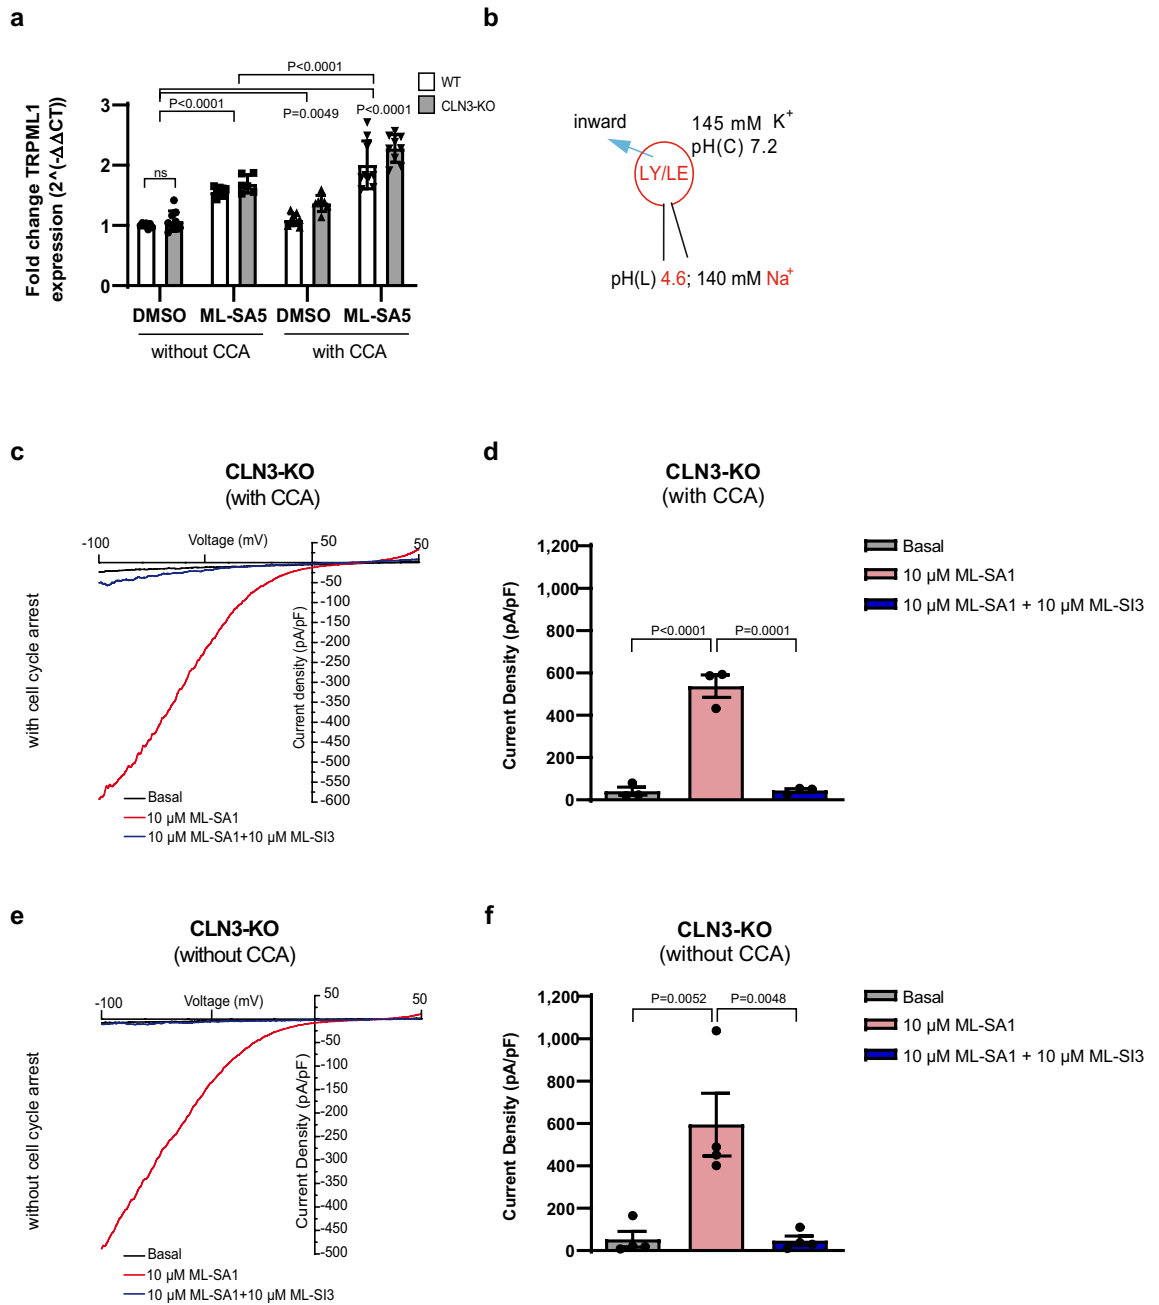 a
Fold change TRPML1
expression (2^(-ΔΔCT))
3
2
1
0
P<0.0001
P<0.0001
P=0.0049
P<0.0001
ns
WT
CLN3-KO
DMSO ML-SA5 DMSO ML-SA5
without CCA with CCA
b
inward
145 mM K+
pH(C) 7.2
LY/LE
pH(L) 4.6; 140 mM Na+
c
CLN3-KO
(with CCA)
with cell cycle arrest
-100 Voltage (mV) 50 50
Current density (pA/pF)
-50
-100
-150
-200
-250
-300
-350
-400
-450
-500
-550
-600
Basal
10 µM ML-SA1
10 µM ML-SA1+10 µM ML-SI3
d
CLN3-KO
(with CCA)
Current Density (pA/pF)
1,200
1,000
800
600
400
200
0
P<0.0001 P=0.0001
Basal
10 µM ML-SA1
10 µM ML-SA1 + 10 µM ML-SI3
e
CLN3-KO
(without CCA)
without cell cycle arrest
-100 Voltage (mV) 50 50
Current Density (pA/pF)
-50
-100
-150
-200
-250
-300
-350
-400
-450
-500
Basal
10 µM ML-SA1
10 µM ML-SA1+10 µM ML-SI3
f
CLN3-KO
(without CCA)
Current Density (pA/pF)
1,200
1,000
800
600
400
200
0
P=0.0052 P=0.0048
Basal
10 µM ML-SA1
10 µM ML-SA1 + 10 µM ML-SI3